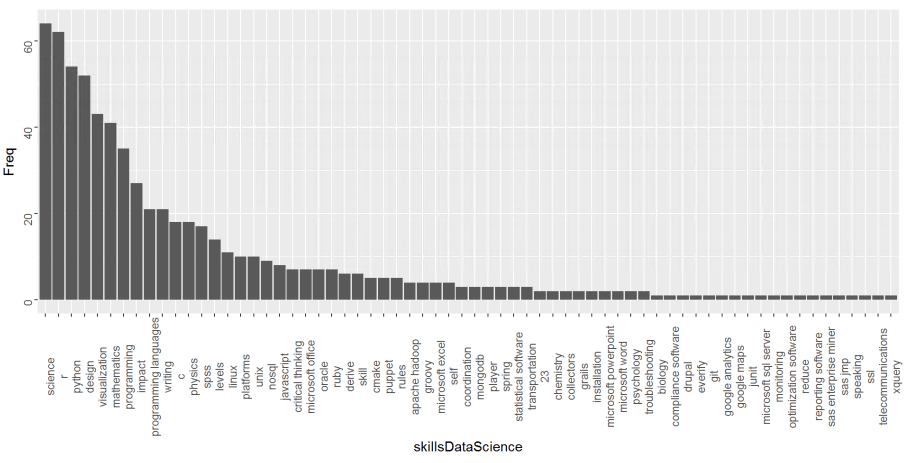 60
40
20
0
Freq
science
r
python
design
visualization
mathematics
programming
impact
programming languages
writing
c
physics
spss
levels
linux
platforms
unix
nosql
javascript
critical thinking
microsoft office
oracle
ruby
derive
skill
cmake
puppet
rules
apache hadoop
groovy
microsoft excel
self
coordination
mongodb
player
spring
statistical software
transportation
23
chemistry
collectors
grails
installation
microsoft powerpoint
microsoft word
psychology
troubleshooting
biology
compliance software
drupal
everify
git
google analytics
google maps
junit
microsoft sql server
monitoring
optimization software
reduce
reporting software
sas enterprise miner
sas jmp
speaking
ssl
telecommunications
xquery
skillsDataScience